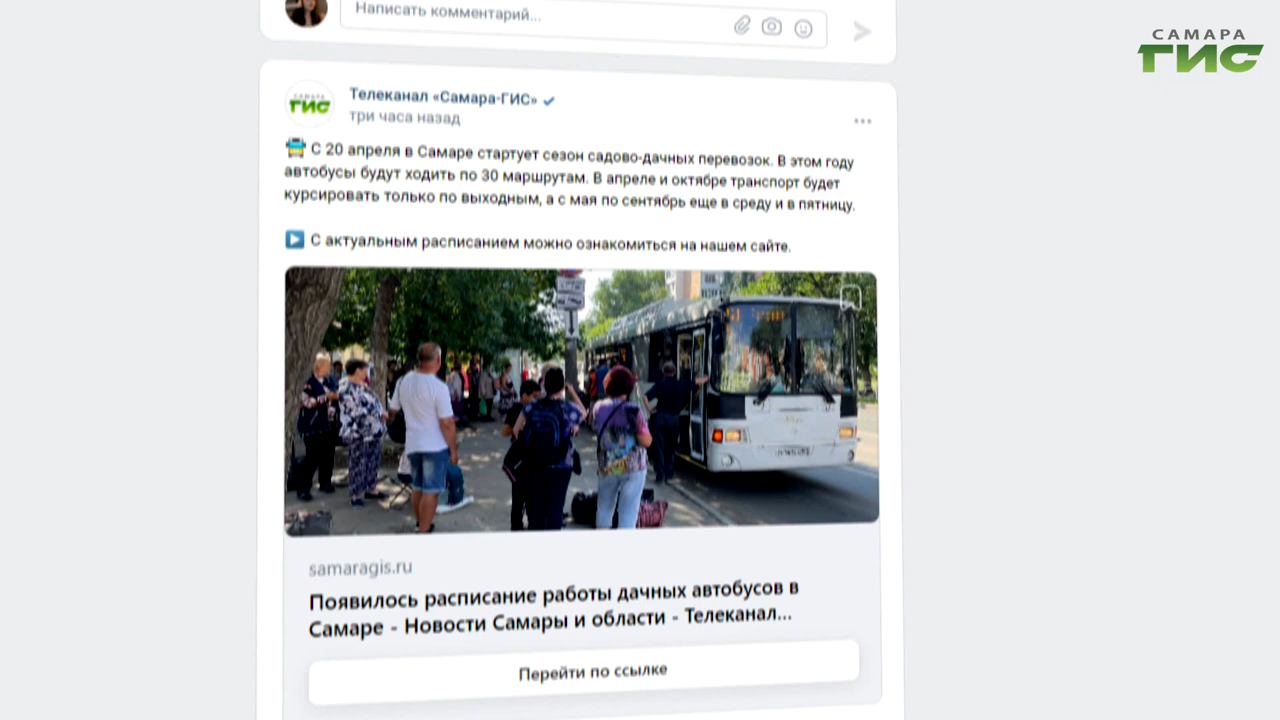 Написать комментарий...
САМАРА
ГИС
САМАРА
ГИС
Телеканал «Самара-ГИС»
три часа назад
С 20 апреля в Самаре стартует сезон садово-дачных перевозок. В этом году
автобусы будут ходить по 30 маршрутам. В апреле и октябре транспорт будет
курсировать только по выходным, а с мая по сентябрь еще в среду и в пятницу.
С актуальным расписанием можно ознакомиться на нашем сайте.
samaragis.ru
Появилось расписание работы дачных автобусов в
Самаре - Новости Самары и области - Телеканал...
Перейти по ссылке